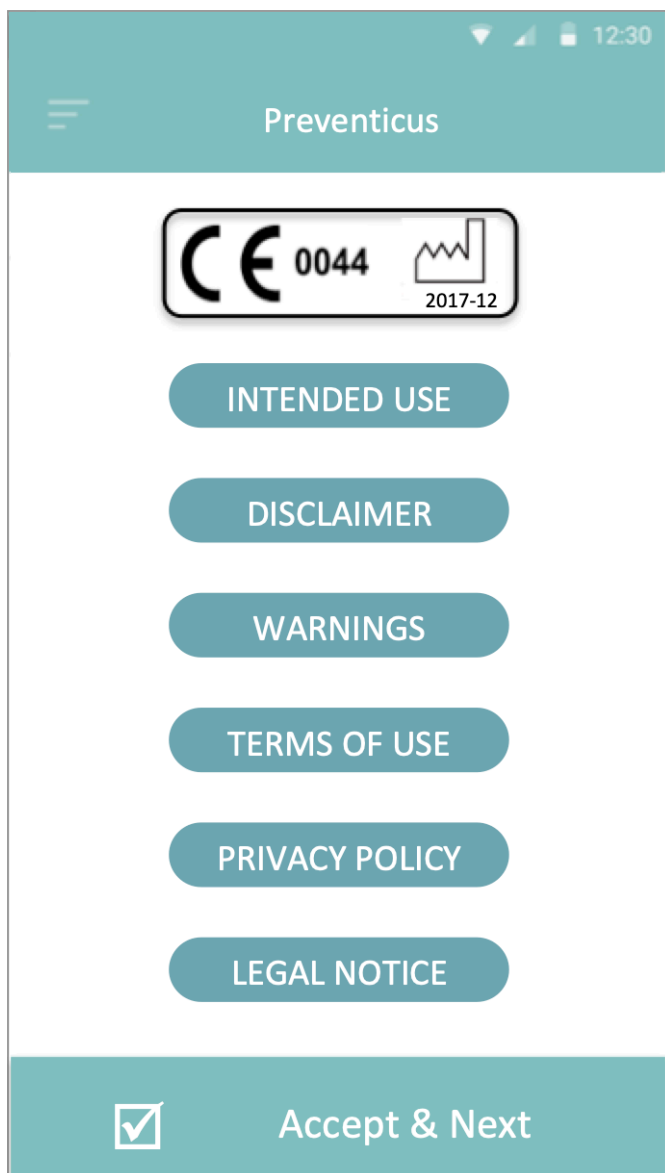 12:30
Preventicus
CE 0044
2017-12
INTENDED USE
DISCLAIMER
WARNINGS
TERMS OF USE
PRIVACY POLICY
LEGAL NOTICE
Accept & Next